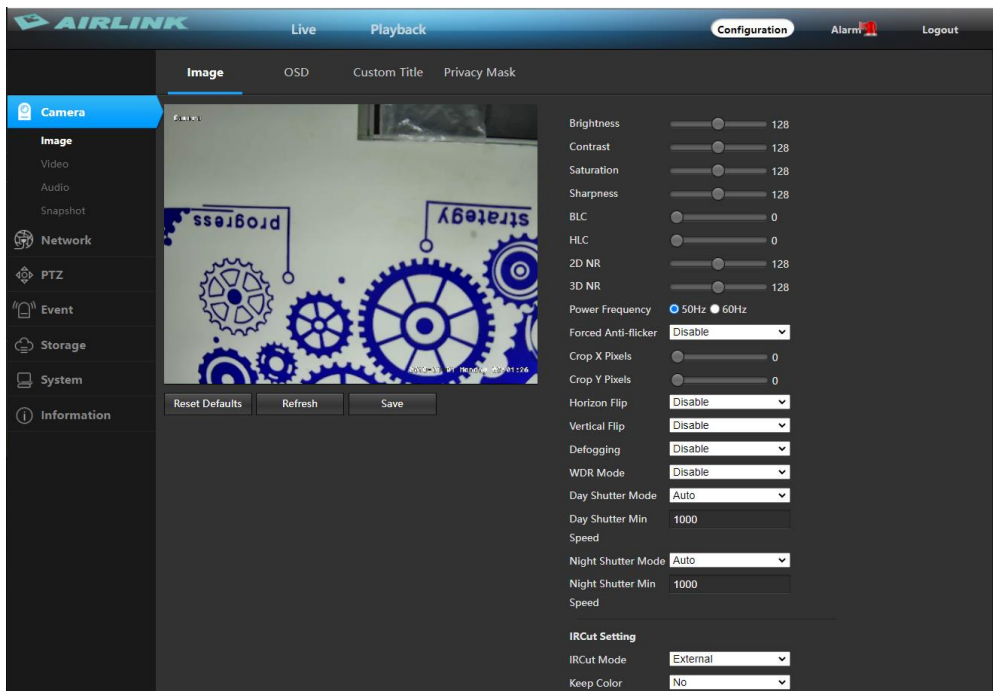 AIRLINK
Live Playback Configuration Alarm Logout
Image OSD Custom Title Privacy Mask
Camera
Image
Video
Audio
Snapshot
Network
PTZ
Event
Storage
System
Information
Camera
progress
strategy
Reset Defaults Refresh Save
Brightness 128
Contrast 128
Saturation 128
Sharpness 128
BLC 0
HLC 0
2D NR 128
3D NR 128
Power Frequency 50Hz 60Hz
Forced Anti-flicker Disable
Crop X Pixels 0
Crop Y Pixels 0
Horizon Flip Disable
Vertical Flip Disable
Defogging Disable
WDR Mode Disable
Day Shutter Mode Auto
Day Shutter Min 1000
Speed
Night Shutter Mode Auto
Night Shutter Min 1000
Speed
IRCut Setting
IRCut Mode External
Keep Color No